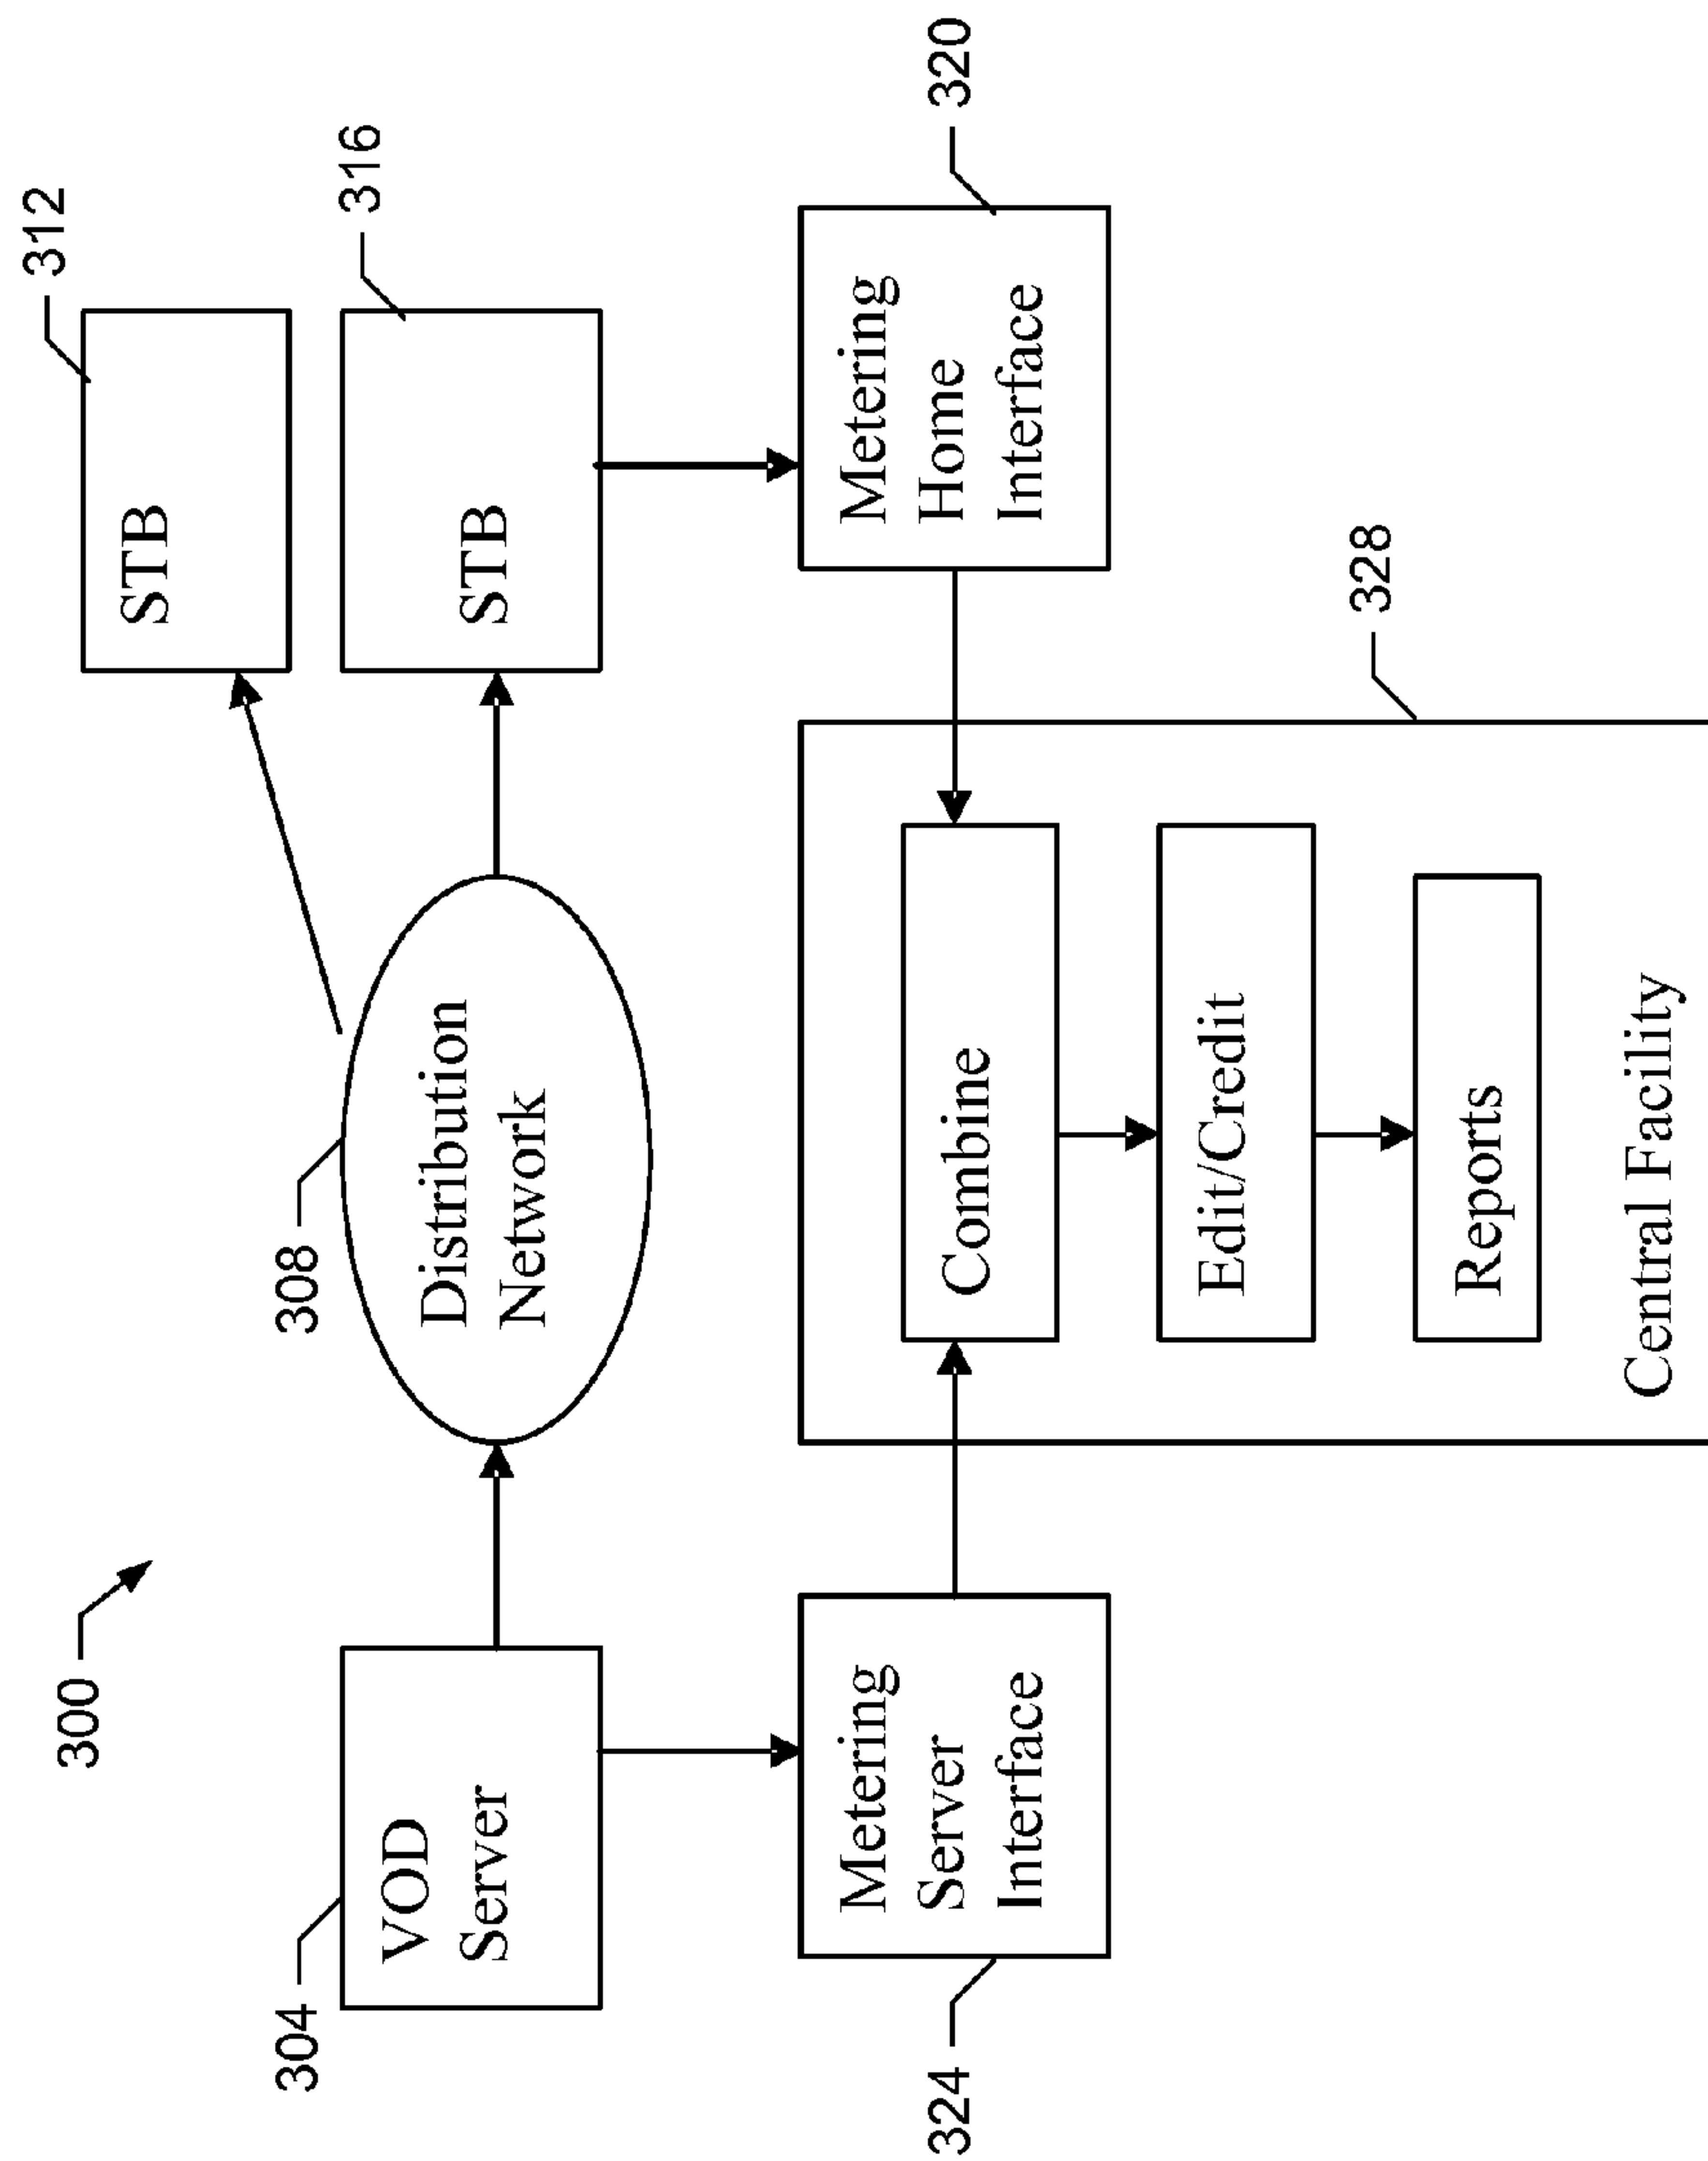 300
312
STB
304
VOD
Server
308
Distribution
Network
316
STB
324
Metering
Server
Interface
Combine
320
Metering
Home
Interface
Edit/Credit
328
Reports
Central Facility